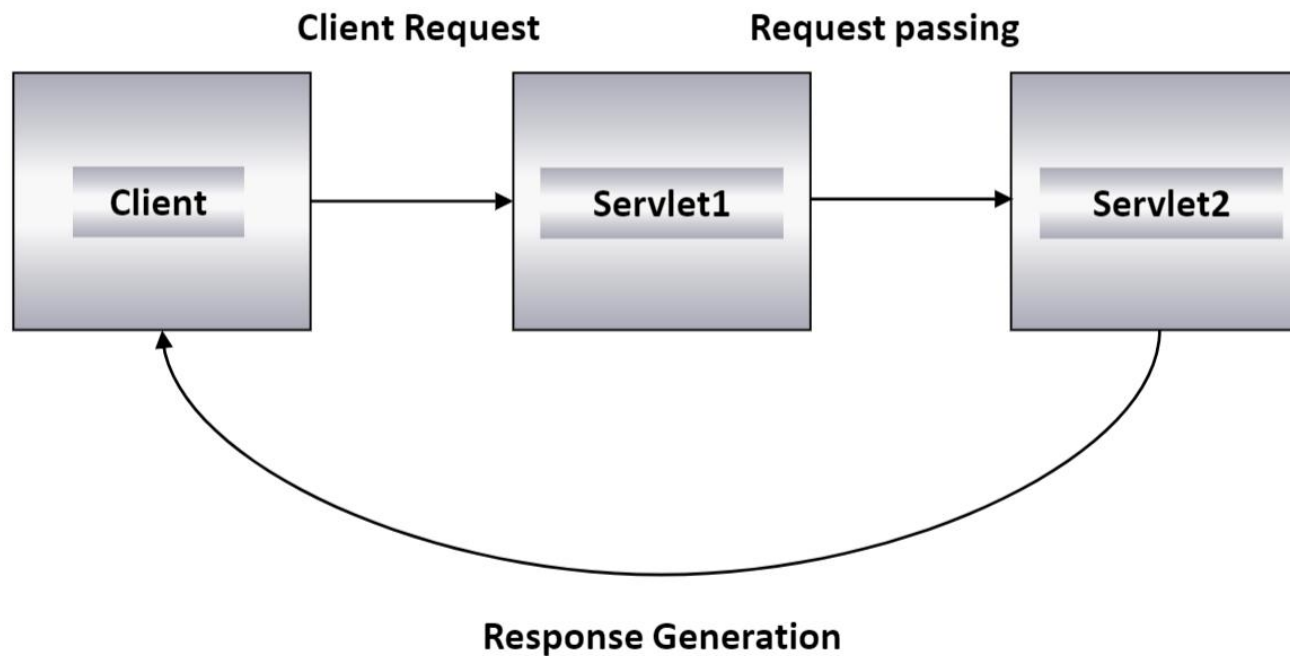 Client Request
Request passing
Client
Servlet1
Servlet2
Response Generation